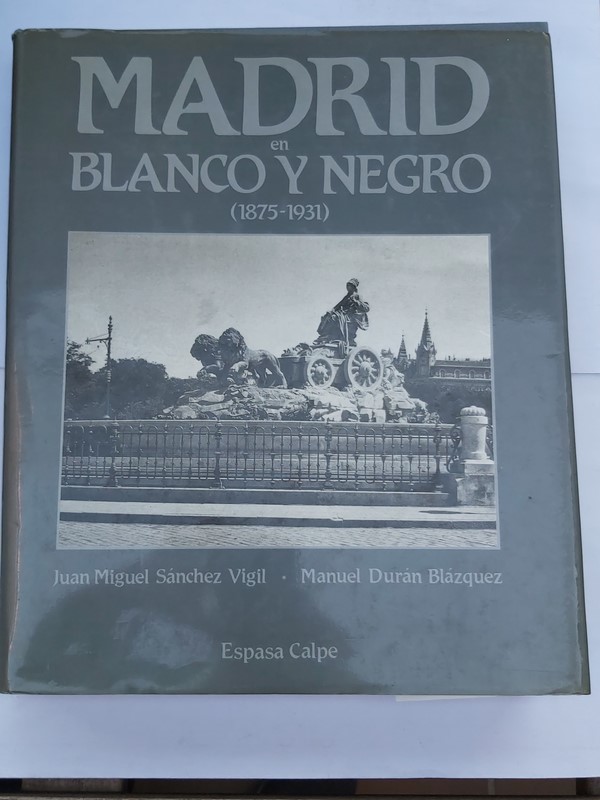 MADRID
en
BLANCO Y NEGRO
(1875-1931)
Juan Miguel Sánchez Vigil · Manuel Durán Blázquez
Espasa Calpe